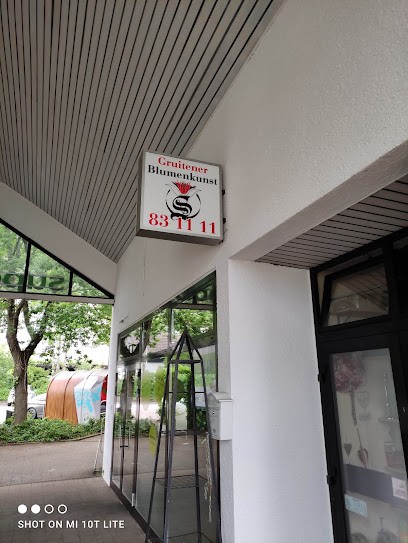 Gruitener
Blumenkunst
S
83 11 11
SHOT ON MI 10T LITE